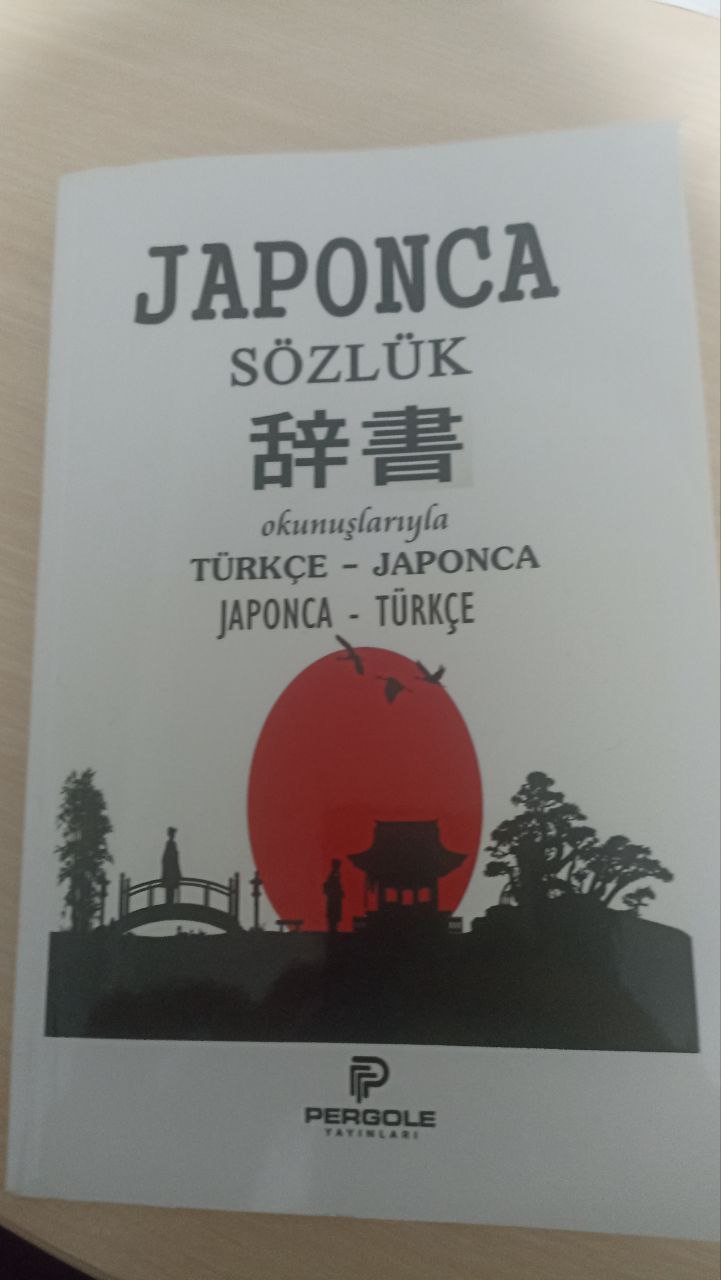 JAPONCA
SÖZLÜK
辞書
okunuşlarıyla
TÜRKÇE - JAPONCA
JAPONCA - TÜRKÇE
PERGOLE
YAYINLARI